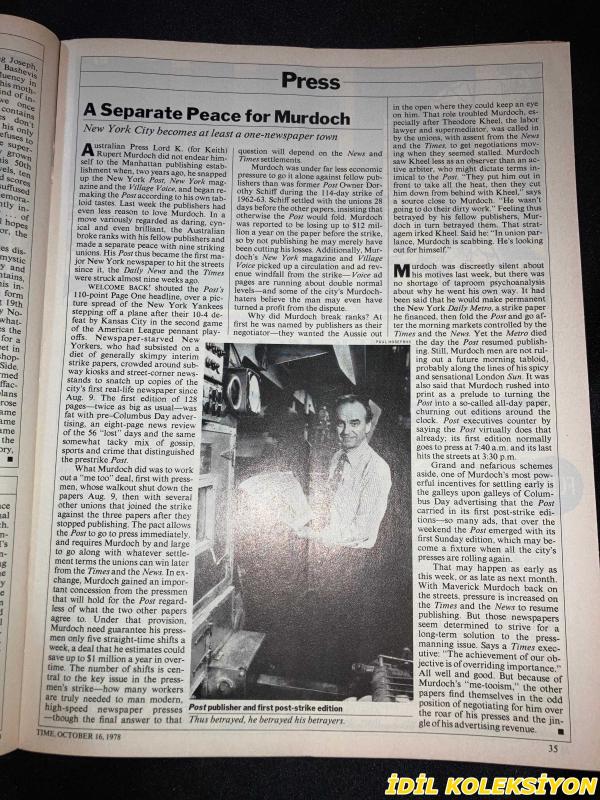 Press
A Separate Peace for Murdoch
New York City becomes at least a one-newspaper town
Australian Press Lord K. (for Keith)
Rupert Murdoch did not endear him-
self to the Manhattan publishing estab-
lishment when, two years ago, he snapped
up the New York Post, New York mag-
azine and the Village Voice, and began re-
making the Post according to his own tab-
loid tastes. Last week the publishers had
even less reason to love Murdoch. In a
move variously regarded as daring, cyn-
ical and even brilliant, the Australian
broke ranks with his fellow publishers and
made a separate peace with nine striking
unions. His Post thus became the first ma-
jor New York newspaper to hit the streets
since it, the Daily News and the Times
were struck almost nine weeks ago.
WELCOME BACK! shouted the Post's
110-point Page One headline, over a pic-
ture spread of the New York Yankees
stepping off a plane after their 10-4 de-
feat by Kansas City in the second game
of the American League pennant play-
offs. Newspaper-starved New
Yorkers, who had subsisted on a
diet of generally skimpy interim
strike papers, crowded around sub-
way kiosks and street-corner news-
stands to snatch up copies of the
city's first real-life newspaper since
Aug. 9. The first edition of 128
pages—twice as big as usual—was
fat with pre-Columbus Day adver-
tising, an eight-page news review
of the 56 "lost" days and the same
somewhat tacky mix of gossip,
sports and crime that distinguished
the prestrike Post.
What Murdoch did was to work
out a "me too" deal, first with press-
men, whose walkout shut down the
papers Aug. 9, then with several
other unions that joined the strike
against the three papers after they
stopped publishing. The pact allows
the Post to go to press immediately,
and requires Murdoch by and large
to go along with whatever settle-
ment terms the unions can win later
from the Times and the News. In ex-
change, Murdoch gained an impor-
tant concession from the pressmen
that will hold for the Post regard-
less of what the two other papers
agree to. Under that provision,
Murdoch need guarantee his press-
men only five straight-time shifts a
week, a deal that he estimates could
save up to $1 million a year in over-
time. The number of shifts is cen-
tral to the key issue in the press-
men's strike—how many workers
are truly needed to man modern,
high-speed newspaper presses
—though the final answer to that
question will depend on the News and
Times settlements.
Murdoch was under far less economic
pressure to go it alone against fellow pub-
lishers than was former Post Owner Dor-
othy Schiff during the 114-day strike of
1962-63. Schiff settled with the unions 28
days before the other papers, insisting that
otherwise the Post would fold. Murdoch
was reported to be losing up to $12 mil-
lion a year on the paper before the strike,
so by not publishing he may merely have
been cutting his losses. Additionally, Mur-
doch's New York magazine and Village
Voice picked up a circulation and ad rev-
enue windfall from the strike—Voice ad
pages are running about double normal
levels—and some of the city's Murdoch-
haters believe the man may even have
turned a profit from the dispute.
Why did Murdoch break ranks? At
first he was named by publishers as their
negotiator—they wanted the Aussie out
PAUL HOSEFROS
Post publisher and first post-strike edition
Thus betrayed, he betrayed his betrayers.
in the open where they could keep an eye
on him. That role troubled Murdoch, es-
pecially after Theodore Kheel, the labor
lawyer and supermediator, was called in
by the unions, with assent from the News
and the Times, to get negotiations mov-
ing when they seemed stalled. Murdoch
saw Kheel less as an observer than an ac-
tive arbiter, who might dictate terms in-
imical to the Post. "They put him out in
front to take all the heat, then they cut
him down from behind with Kheel," says
a source close to Murdoch. "He wasn't
going to do their dirty work." Feeling thus
betrayed by his fellow publishers, Mur-
doch in turn betrayed them. That strat-
agem irked Kheel. Said he: "In union par-
lance, Murdoch is scabbing. He's looking
out for himself."
Murdoch was discreetly silent about
his motives last week, but there was
no shortage of taproom psychoanalysis
about why he went his own way. It had
been said that he would make permanent
the New York Daily Metro, a strike paper
he financed, then fold the Post and go af-
ter the morning markets controlled by the
Times and the News. Yet the Metro died
the day the Post resumed publish-
ing. Still, Murdoch men are not rul-
ing out a future morning tabloid,
probably along the lines of his spicy
and sensational London Sun. It was
also said that Murdoch rushed into
print as a prelude to turning the
Post into a so-called all-day paper,
churning out editions around the
clock. Post executives counter by
saying the Post virtually does that
already; its first edition normally
goes to press at 7:40 a.m. and its last
hits the streets at 3:30 p.m.
Grand and nefarious schemes
aside, one of Murdoch's most pow-
erful incentives for settling early is
the galleys upon galleys of Colum-
bus Day advertising that the Post
carried in its first post-strike edi-
tions—so many ads, that over the
weekend the Post emerged with its
first Sunday edition, which may be-
come a fixture when all the city's
presses are rolling again.
That may happen as early as
this week, or as late as next month.
With Maverick Murdoch back on
the streets, pressure is increased on
the Times and the News to resume
publishing. But those newspapers
seem determined to strive for a
long-term solution to the press-
manning issue. Says a Times exec-
utive: "The achievement of our ob-
jective is of overriding importance."
All well and good. But because of
Murdoch's "me-tooism," the other
papers find themselves in the odd
position of negotiating for him over
the roar of his presses and the jin-
gle of his advertising revenue.
TIME, OCTOBER 16, 1978
35
İDİL KOLEKSİYON